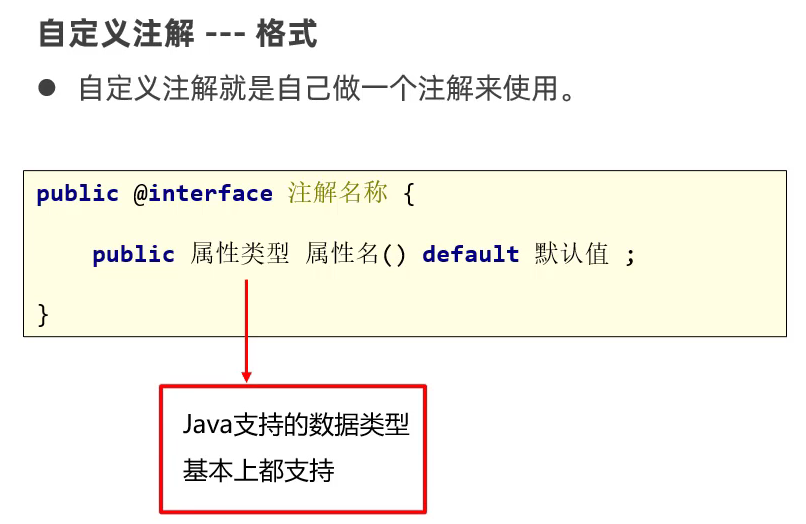 自定义注解 --- 格式
● 自定义注解就是自己做一个注解来使用。
public @interface 注解名称 {
public 属性类型 属性名() default 默认值 ;
}
Java支持的数据类型
基本上都支持